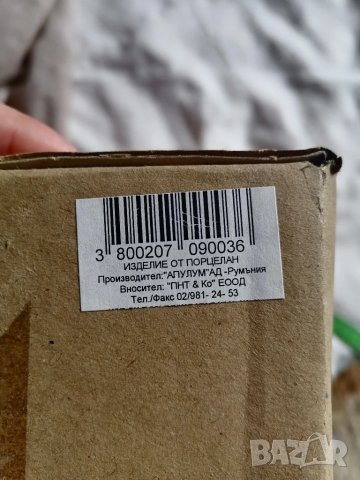 3 800207 090036
ИЗДЕЛИЕ ОТ ПОРЦЕЛАН
Производител:"АПУЛУМ"АД -Румъния
Вносител: "ПНТ & Ко" ЕООД
Тел./Факс 02/981- 24- 53
BAZAR